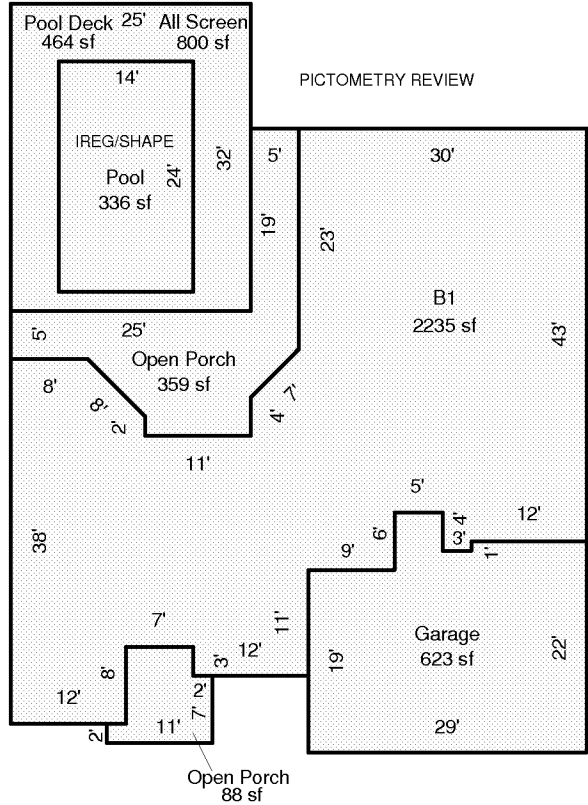 Pool Deck 25' All Screen
464 sf 800 sf
14'
PICTOMETRY REVIEW
IREG/SHAPE
Pool
336 sf
24'
32'
5'
30'
19'
23'
B1
2235 sf
43'
5'
25'
Open Porch
359 sf
8'
8'
2'
7'
4'
11'
5'
6'
4'
3'
1'
12'
9'
38'
7'
11'
12'
3'
8'
Garage
623 sf
19'
22'
12'
2'
7'
2'
11'
29'
Open Porch
88 sf